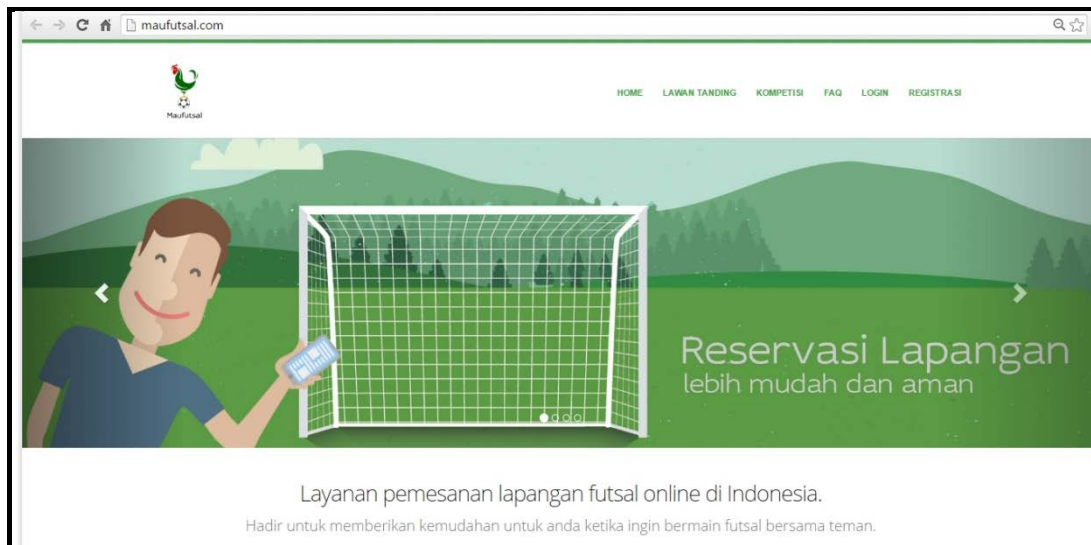 maufutsal.com
Maufutsal
HOME LAWAN TANDING KOMPETISI FAQ LOGIN REGISTRASI
Reservasi Lapangan
lebih mudah dan aman
Layanan pemesanan lapangan futsal online di Indonesia.
Hadir untuk memberikan kemudahan untuk anda ketika ingin bermain futsal bersama teman.